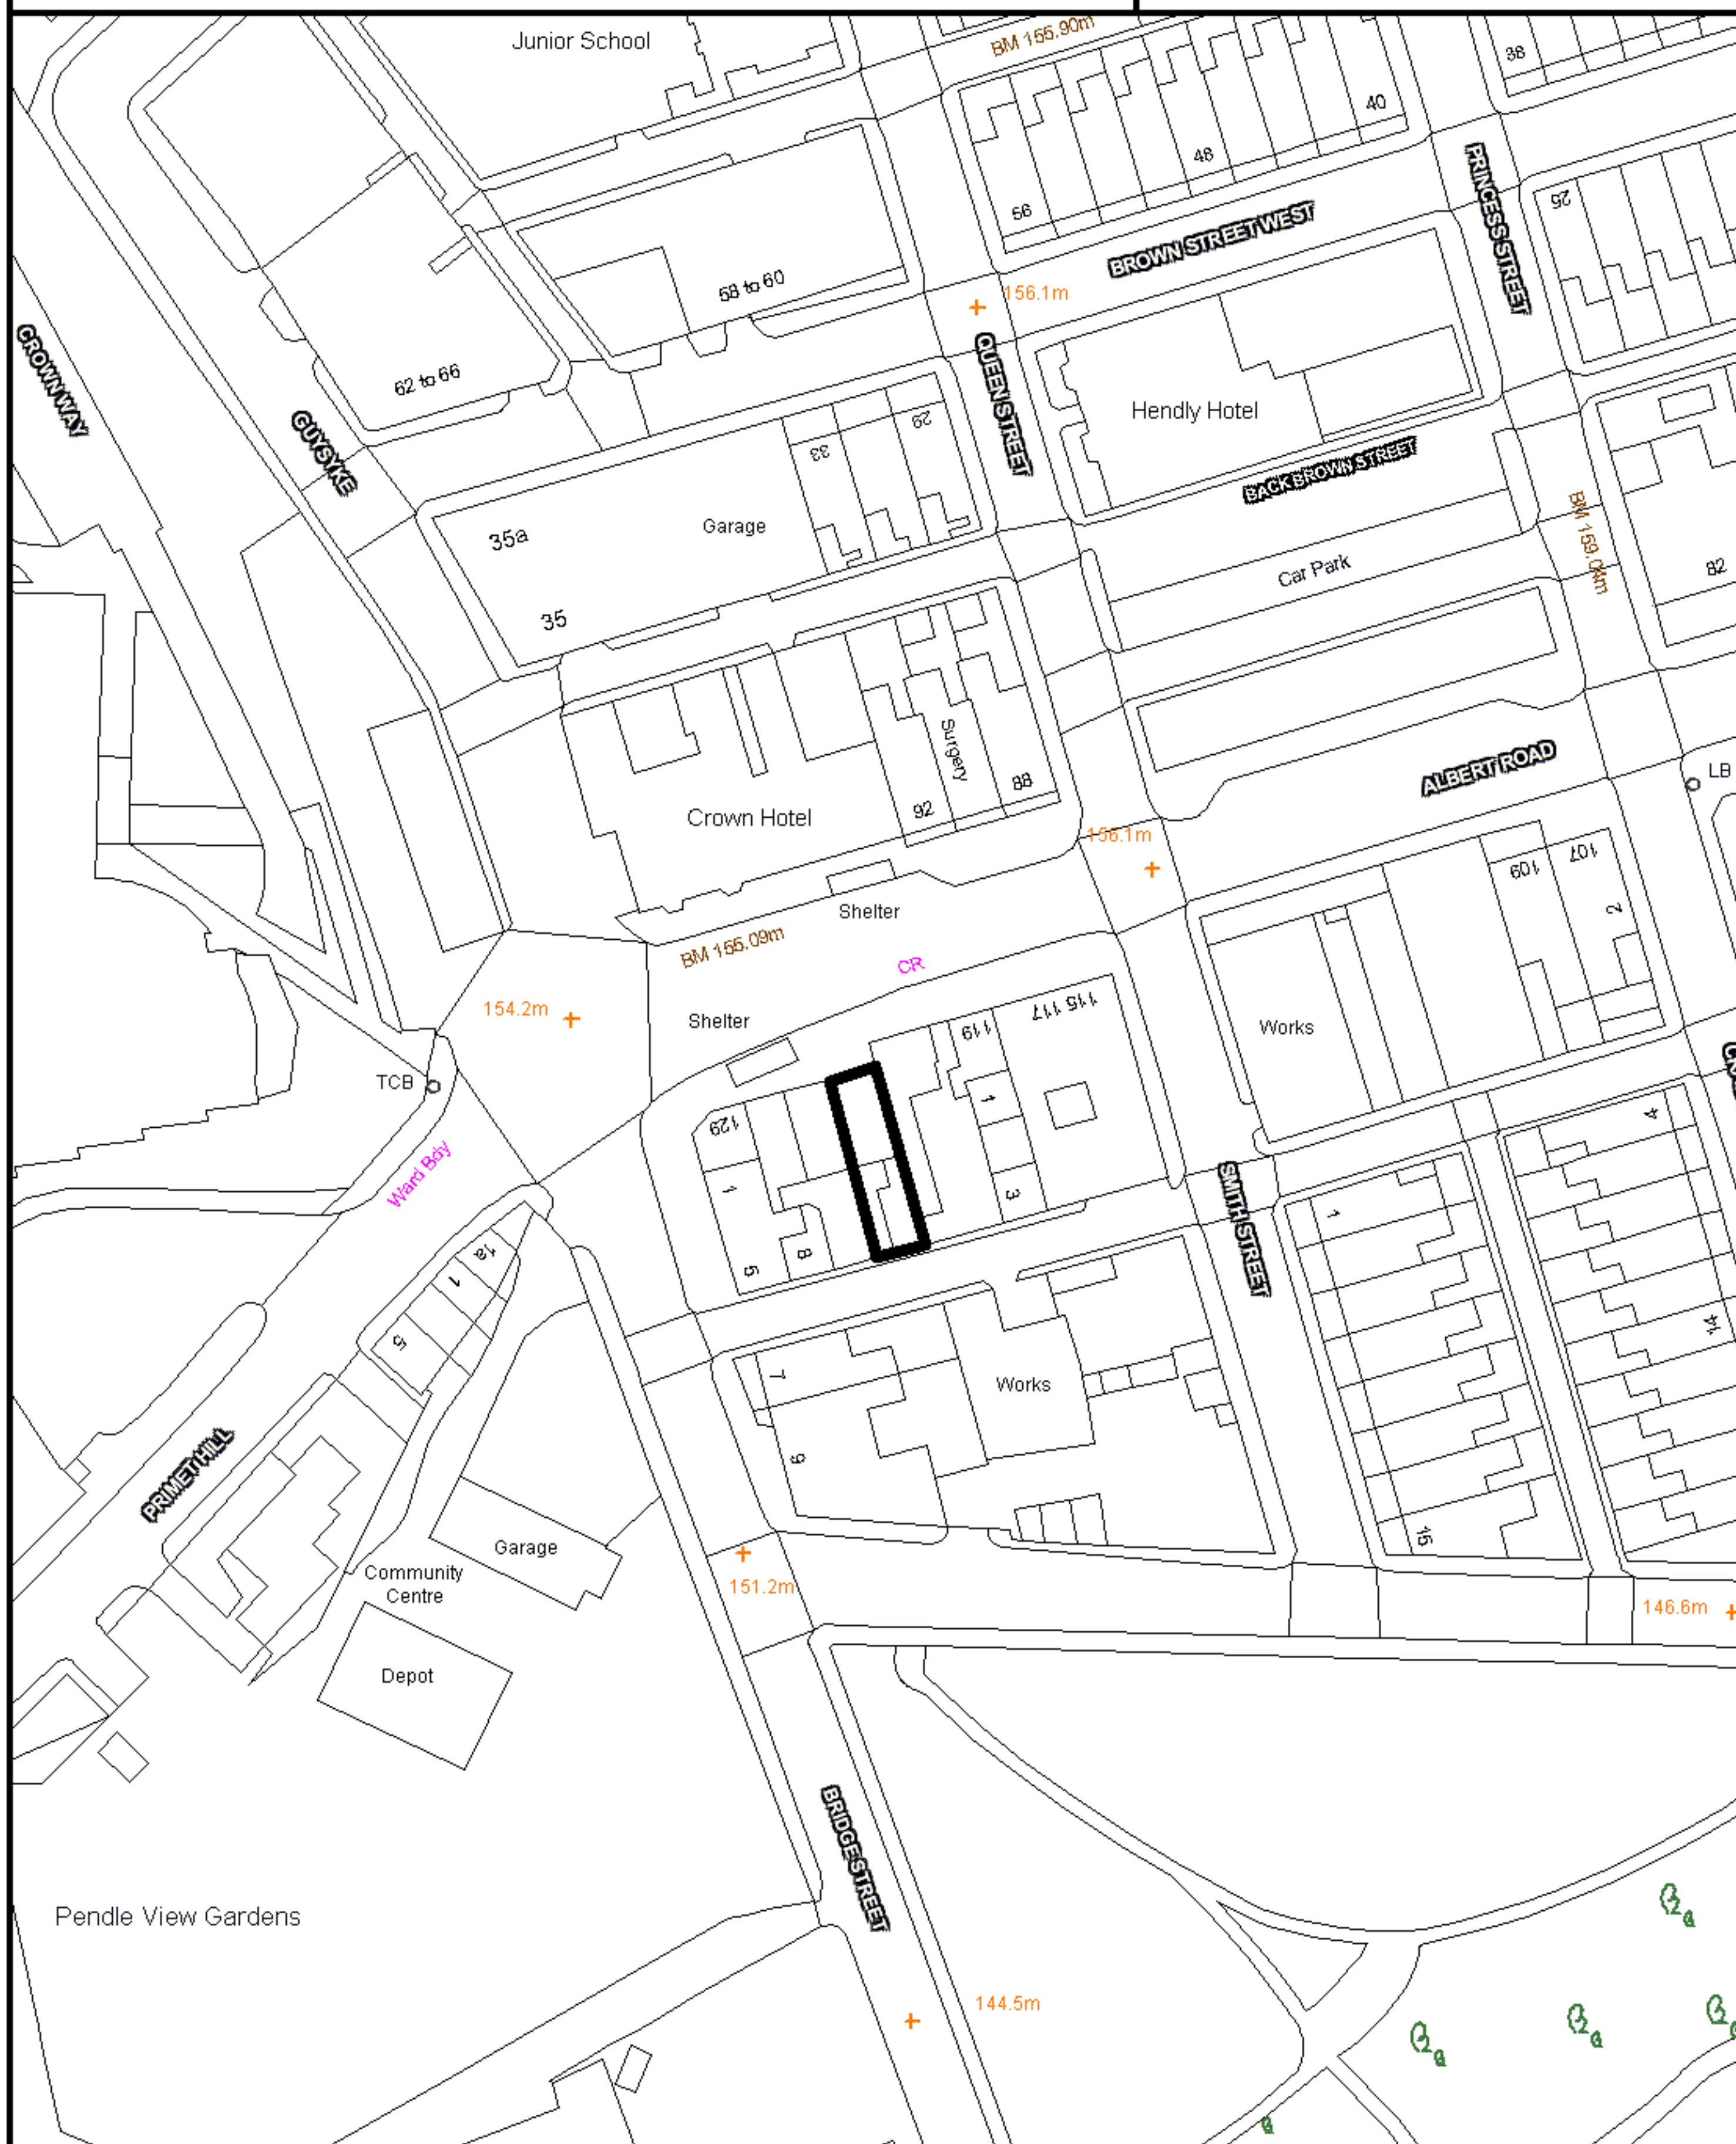 Junior School
BM 155.90m
38
40
48
56
25
PRINCESS STREET
BROWN STREET WEST
58 to 60
156.1m
62 to 66
CROWN WAY
GUYSYKE
QUEEN STREET
Hendly Hotel
BACK BROWN STREET
29
33
Garage
35a
35
Car Park
BM 159.04m
82
Surgery
88
92
Crown Hotel
ALBERT ROAD
LB
156.1m
107
109
2
Shelter
BM 155.09m
CR
154.2m
Shelter
115 117
119
Works
TCB
129
1
1
3
4
Ward Bdy
1
5
8
SMITH STREET
1
1a
1
5
7
Works
14
9
15
PRIMET HILL
Garage
Community
Centre
151.2m
146.6m
Depot
BRIDGE STREET
Pendle View Gardens
144.5m